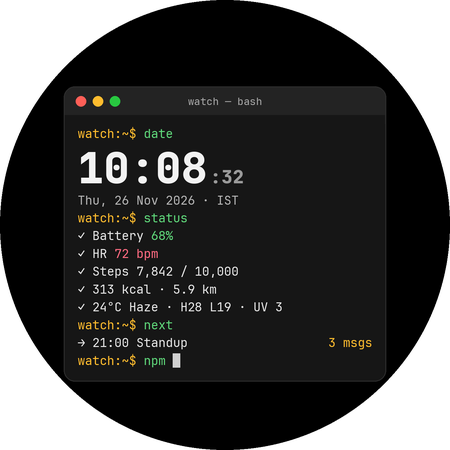 watch — bash
watch:~$ date
10:08:32
Thu, 26 Nov 2026 · IST
watch:~$ status
✓ Battery 68%
✓ HR 72 bpm
✓ Steps 7,842 / 10,000
✓ 313 kcal · 5.9 km
✓ 24°C Haze · H28 L19 · UV 3
watch:~$ next
→ 21:00 Standup 3 msgs
watch:~$ npm